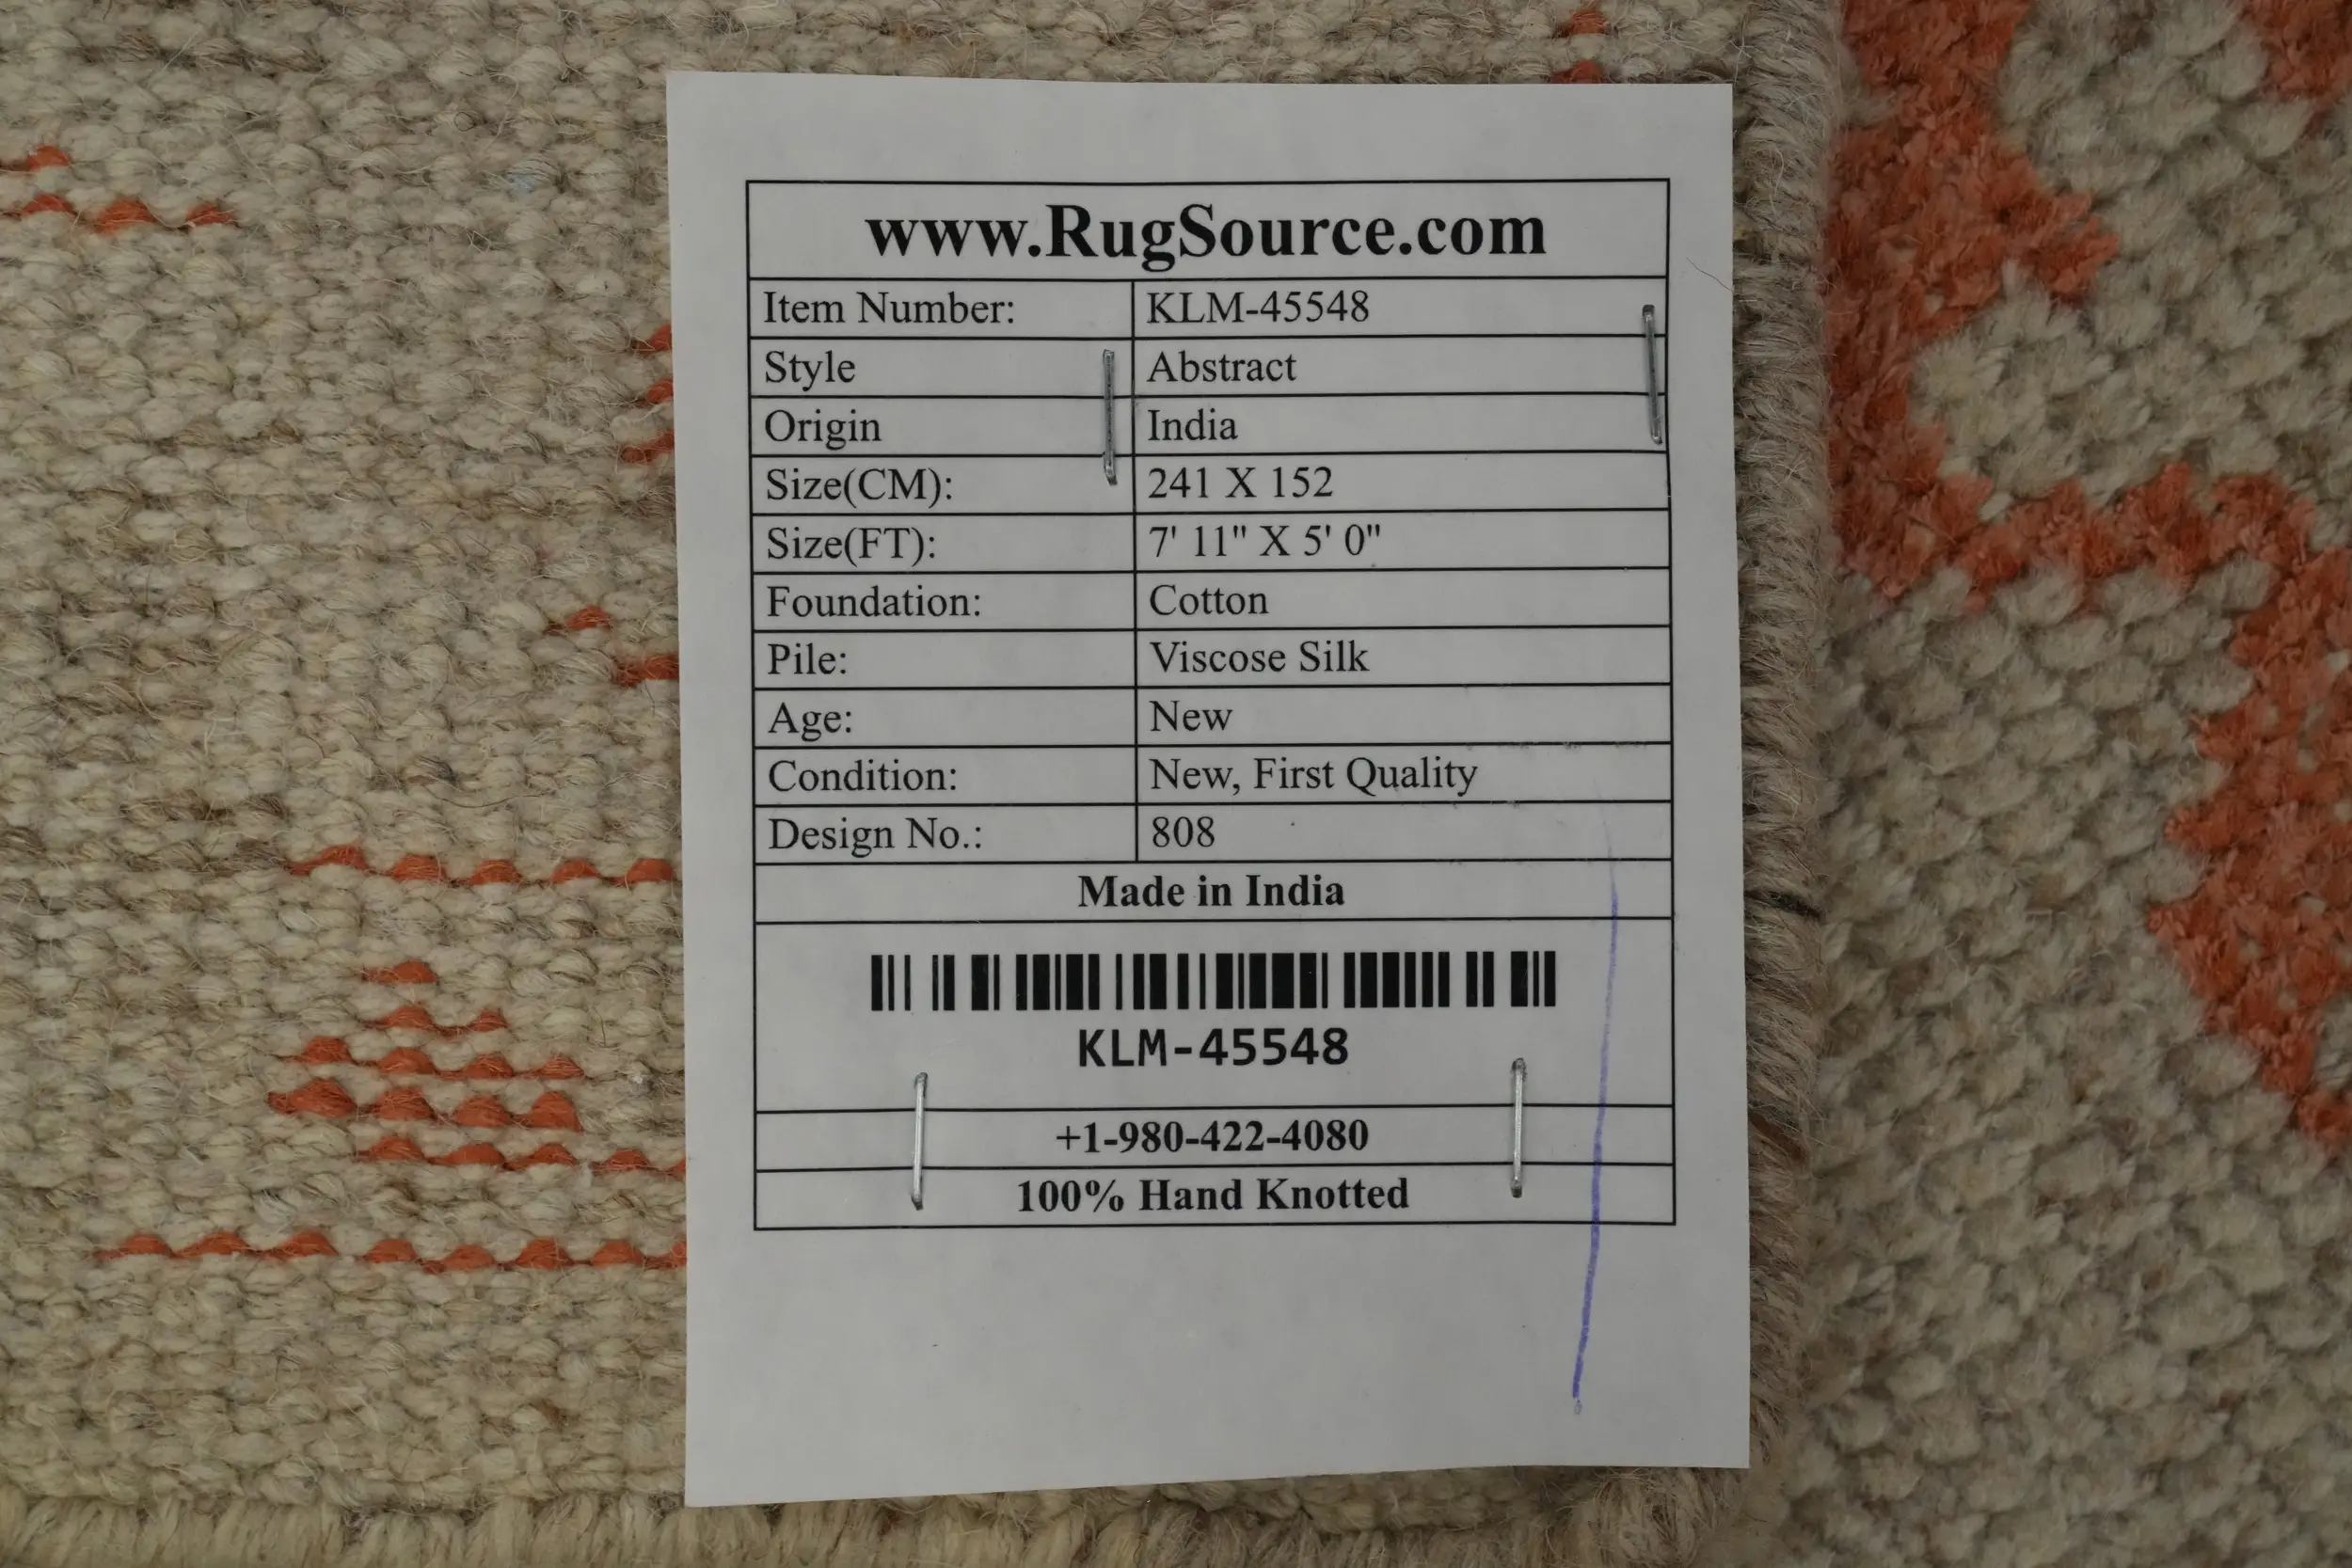 www.RugSource.com
Item Number: KLM-45548
Style Abstract
Origin India
Size(CM): 241 X 152
Size(FT): 7' 11" X 5' 0"
Foundation: Cotton
Pile: Viscose Silk
Age: New
Condition: New, First Quality
Design No.: 808
Made in India
KLM-45548
+1-980-422-4080
100% Hand Knotted